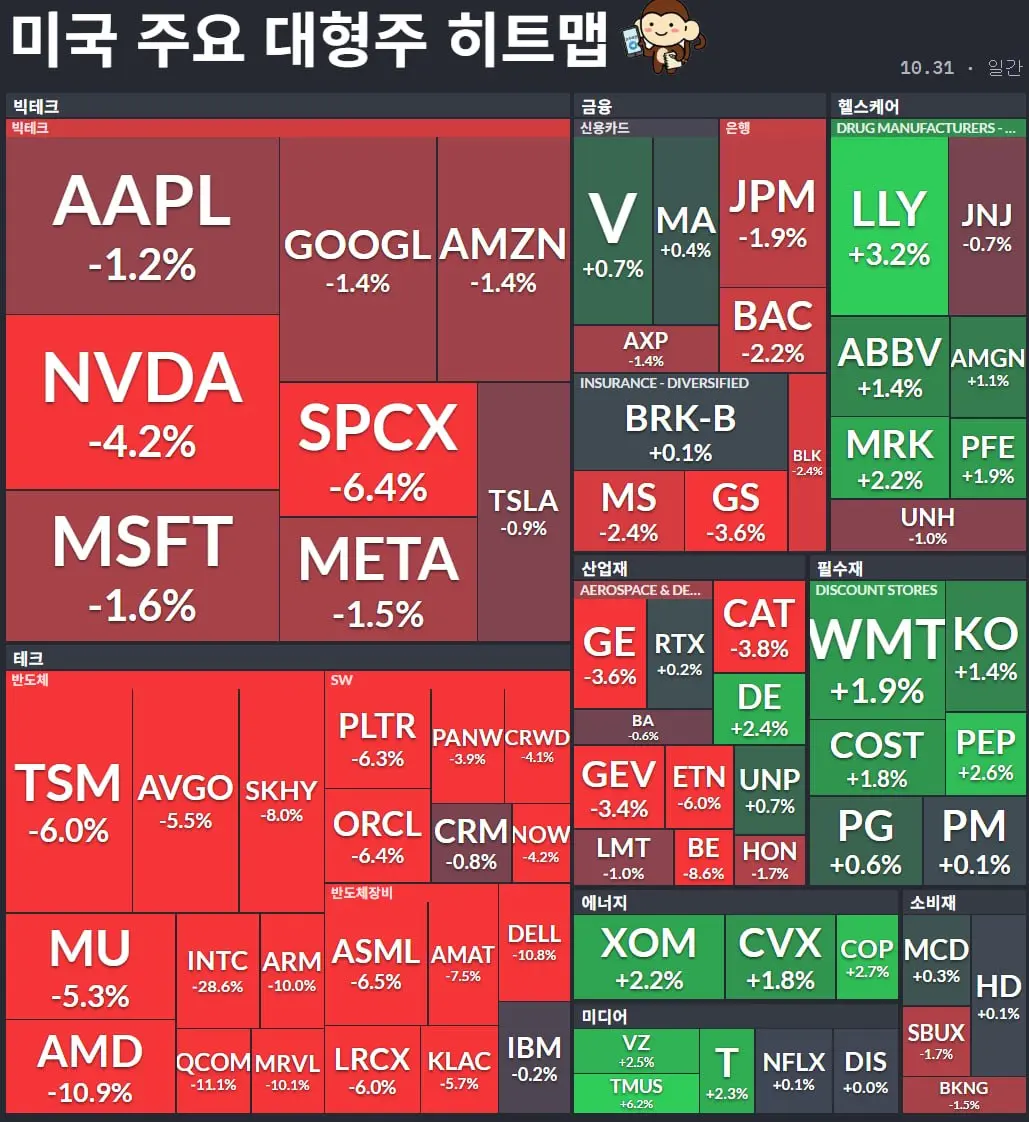 미국 주요 대형주 히트맵
10.31 · 일간
빅테크
빅테크
AAPL
-1.2%
GOOGL
-1.4%
AMZN
-1.4%
NVDA
-4.2%
SPCX
-6.4%
TSLA
-0.9%
MSFT
-1.6%
META
-1.5%
금융
신용카드
V
+0.7%
MA
+0.4%
은행
JPM
-1.9%
BAC
-2.2%
AXP
-1.4%
INSURANCE - DIVERSIFIED
BRK-B
+0.1%
BLK
-2.4%
MS
-2.4%
GS
-3.6%
헬스케어
DRUG MANUFACTURERS - ...
LLY
+3.2%
JNJ
-0.7%
ABBV
+1.4%
AMGN
+1.1%
MRK
+2.2%
PFE
+1.9%
UNH
-1.0%
테크
반도체
TSM
-6.0%
AVGO
-5.5%
SKHY
-8.0%
MU
-5.3%
INTC
-28.6%
ARM
-10.0%
AMD
-10.9%
QCOM
-11.1%
MRVL
-10.1%
SW
PLTR
-6.3%
PANW
-3.9%
CRWD
-4.1%
ORCL
-6.4%
CRM
-0.8%
NOW
-4.2%
반도체장비
ASML
-6.5%
AMAT
-7.5%
LRCX
-6.0%
KLAC
-5.7%
DELL
-10.8%
IBM
-0.2%
산업재
AEROSPACE & DE...
GE
-3.6%
RTX
+0.2%
BA
-0.6%
CAT
-3.8%
DE
+2.4%
GEV
-3.4%
ETN
-6.0%
UNP
+0.7%
LMT
-1.0%
BE
-8.6%
HON
-1.7%
필수재
DISCOUNT STORES
WMT
+1.9%
KO
+1.4%
COST
+1.8%
PEP
+2.6%
PG
+0.6%
PM
+0.1%
에너지
XOM
+2.2%
CVX
+1.8%
COP
+2.7%
미디어
VZ
+2.5%
TMUS
+6.2%
T
+2.3%
NFLX
+0.1%
DIS
+0.0%
소비재
MCD
+0.3%
HD
+0.1%
SBUX
-1.7%
BKNG
-1.5%